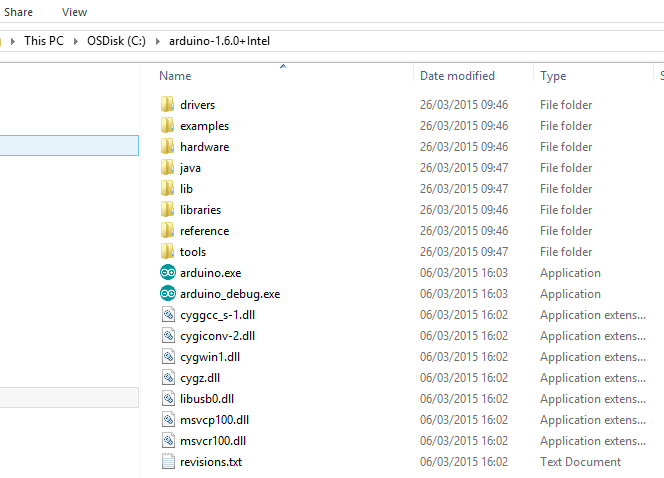 Share View
This PC OSDisk (C:) arduino-1.6.0+Intel
Name Date modified Type S
drivers 26/03/2015 09:46 File folder
examples 26/03/2015 09:46 File folder
hardware 26/03/2015 09:46 File folder
java 26/03/2015 09:47 File folder
lib 26/03/2015 09:47 File folder
libraries 26/03/2015 09:46 File folder
reference 26/03/2015 09:46 File folder
tools 26/03/2015 09:47 File folder
arduino.exe 06/03/2015 16:03 Application
arduino_debug.exe 06/03/2015 16:03 Application
cyggcc_s-1.dll 06/03/2015 16:02 Application extens...
cygiconv-2.dll 06/03/2015 16:02 Application extens...
cygwin1.dll 06/03/2015 16:02 Application extens...
cygz.dll 06/03/2015 16:02 Application extens...
libusb0.dll 06/03/2015 16:02 Application extens...
msvcp100.dll 06/03/2015 16:02 Application extens...
msvcr100.dll 06/03/2015 16:02 Application extens...
revisions.txt 06/03/2015 16:02 Text Document